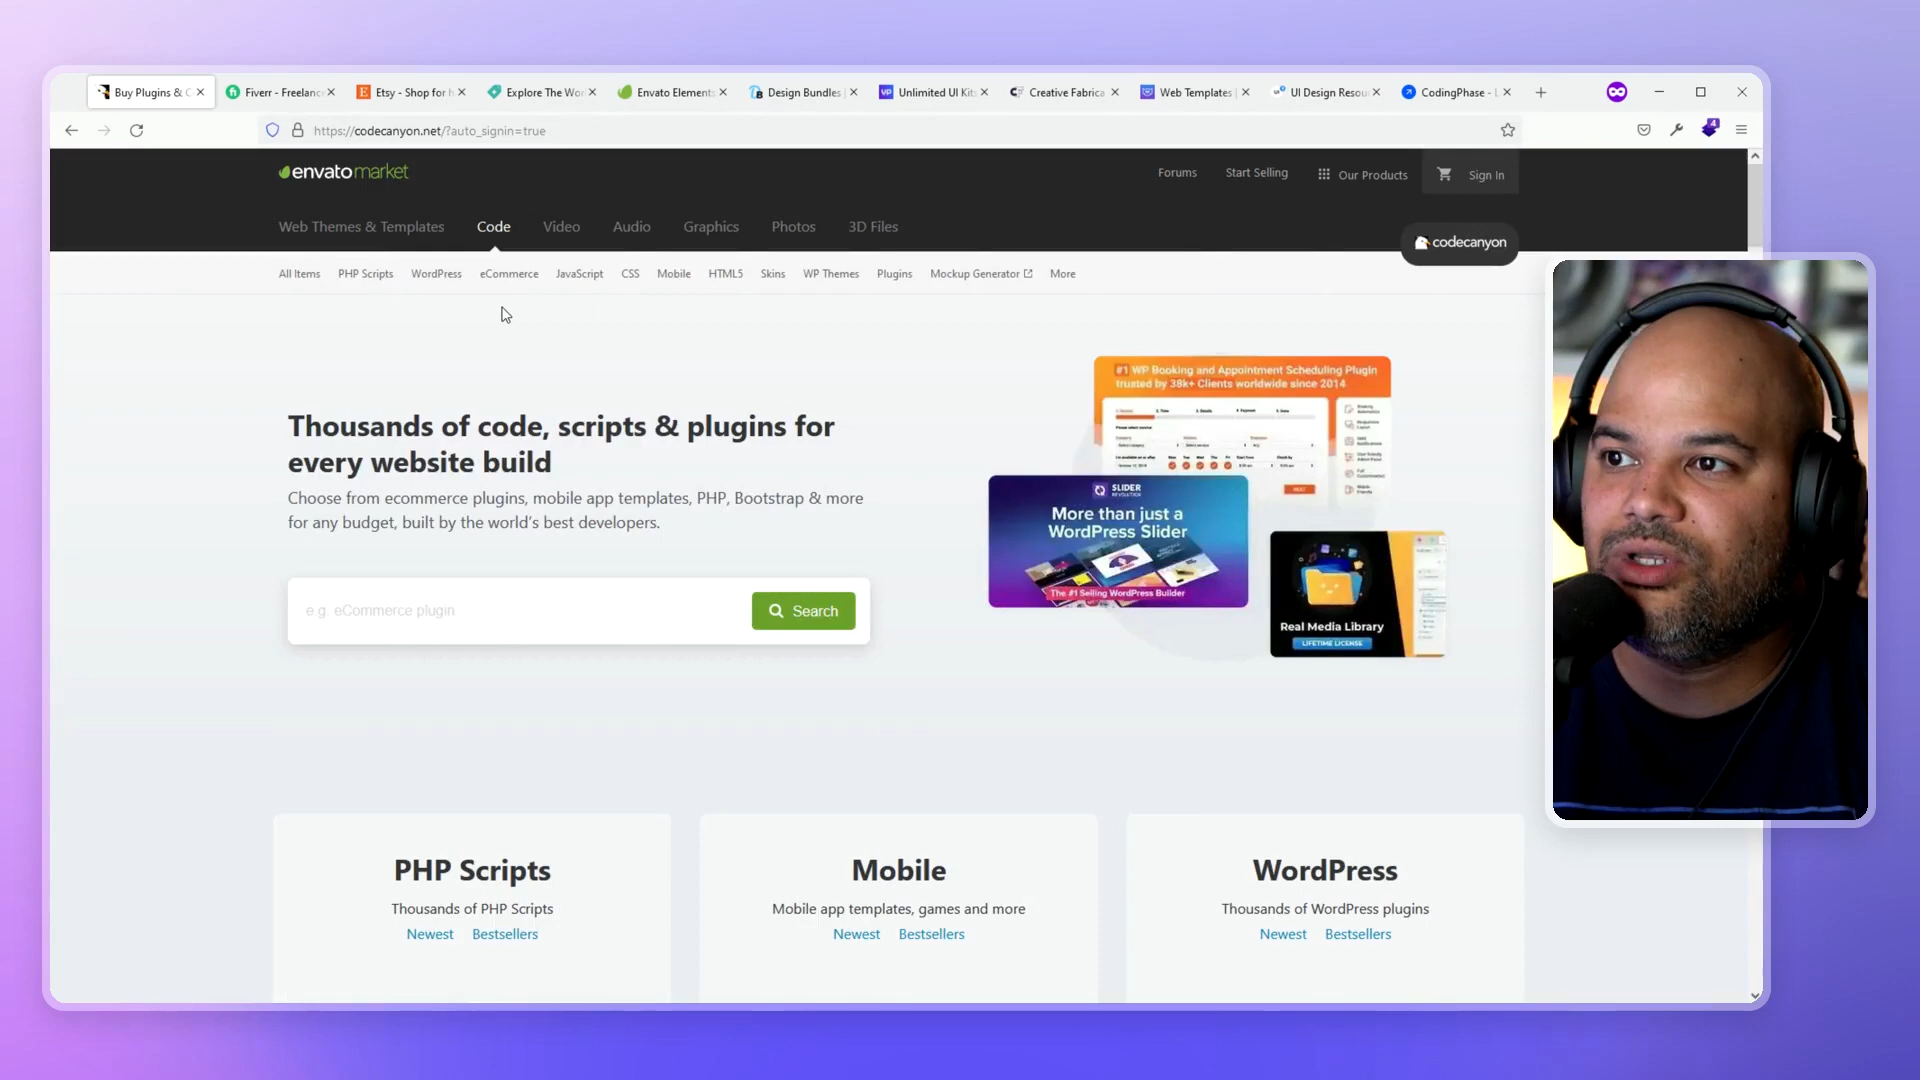 Buy Plugins & C
Fiverr - Freelanc
Etsy - Shop for h
Explore The Wor
Envato Elements
Design Bundles |
Unlimited UI Kits
Creative Fabrica
Web Templates |
UI Design Resou
CodingPhase - L
https://codecanyon.net/?auto_signin=true
4
envatomarket
Forums
Start Selling
Our Products
Sign In
Web Themes & Templates
Code
Video
Audio
Graphics
Photos
3D Files
codecanyon
All Items
PHP Scripts
WordPress
eCommerce
JavaScript
CSS
Mobile
HTML5
Skins
WP Themes
Plugins
Mockup Generator
More
Thousands of code, scripts & plugins for
every website build
Choose from ecommerce plugins, mobile app templates, PHP, Bootstrap & more
for any budget, built by the world's best developers.
e.g. eCommerce plugin
Search
#1 WP Booking and Appointment Scheduling Plugin
trusted by 38k+ Clients worldwide since 2014
SLIDER
REVOLUTION
More than just a
WordPress Slider
The #1 Selling WordPress Builder
Real Media Library
LIFETIME LICENSE
PHP Scripts
Thousands of PHP Scripts
Newest
Bestsellers
Mobile
Mobile app templates, games and more
Newest
Bestsellers
WordPress
Thousands of WordPress plugins
Newest
Bestsellers